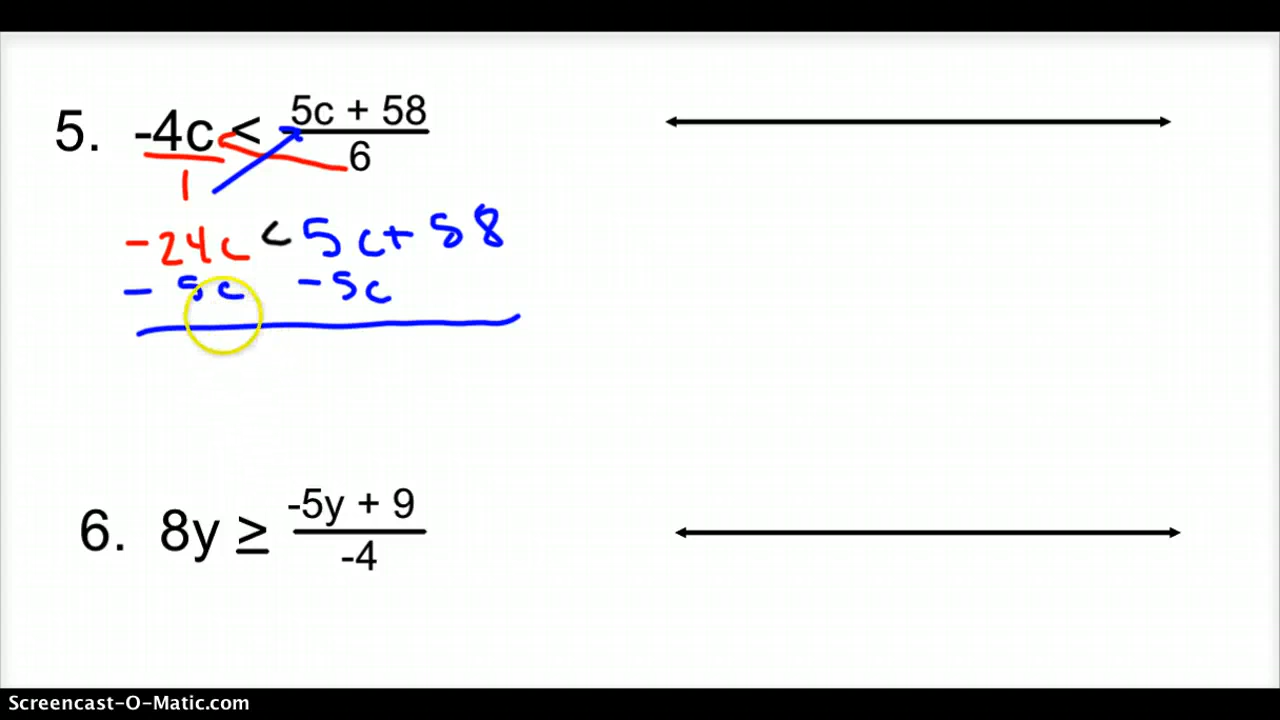 5. -4c < 5c + 58
6
1
-24c < 5c + 58
- 5c - 5c
6. 8y ≥ -5y + 9
-4
Screencast-O-Matic.com